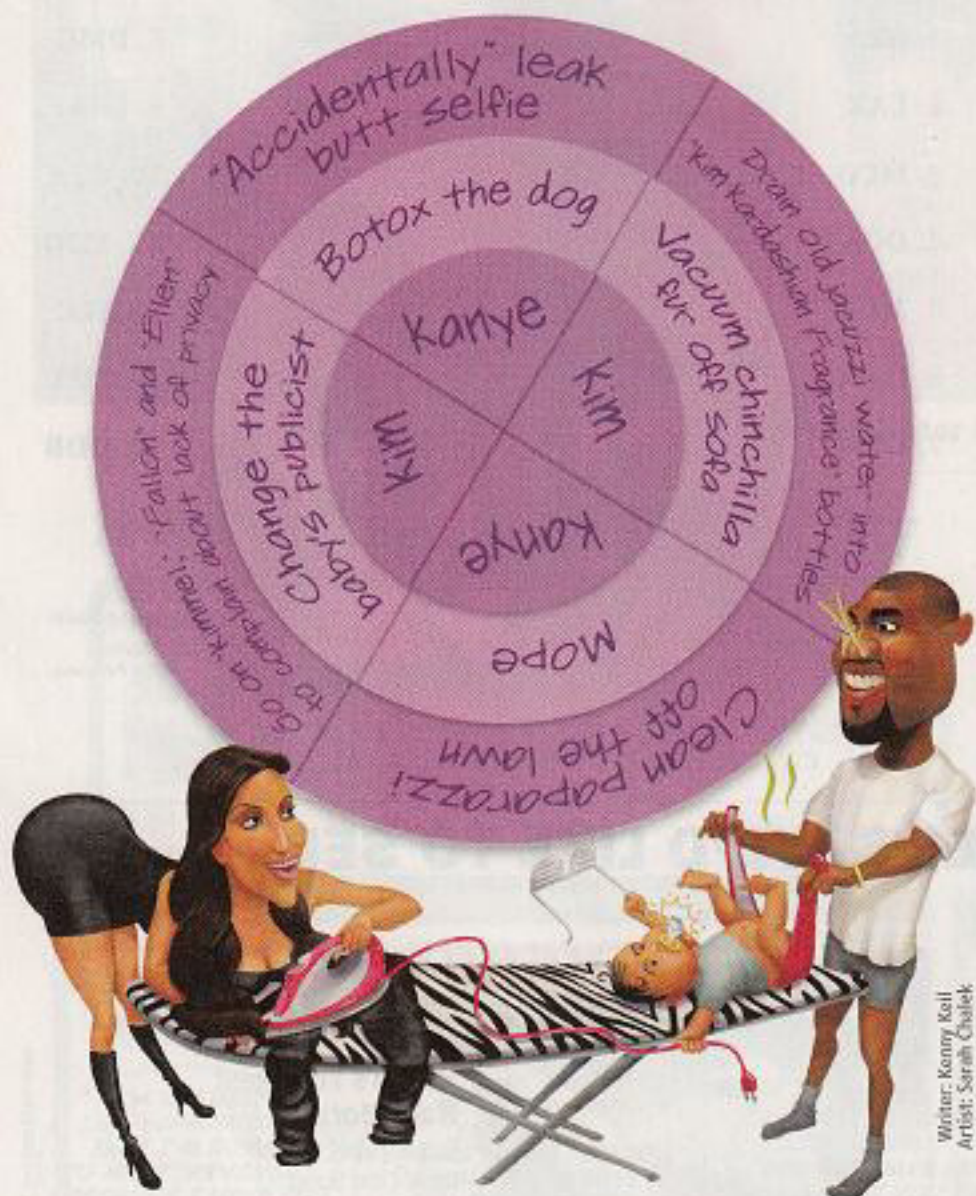 "Accidentally" leak
butt selfie
Botox the dog
Kanye
Drain old jacuzzi water into
"Kim Kardashian Fragrance" bottles
Vacuum chinchilla
fur off sofa
Kim
Clean paparazzi
off the lawn
Mope
Kanye
Go on "Kimmel," "Fallon" and "Ellen"
to complain about lack of privacy
Change the
baby's publicist
Kim
Writer: Kenny Keil
Artist: Sarah Chalek